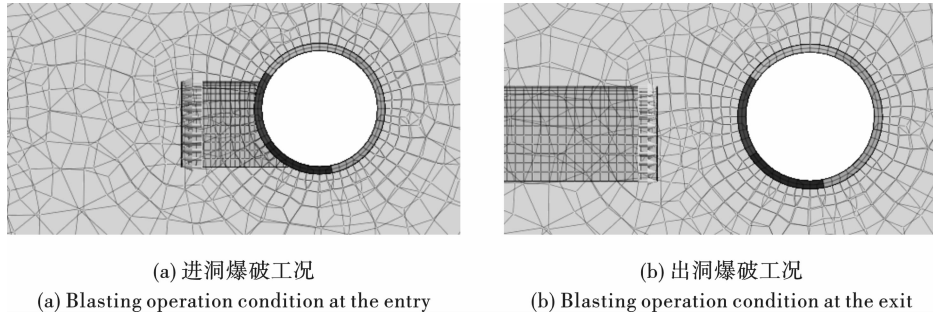 (a) 进洞爆破工况
(a) Blasting operation condition at the entry
(b) 出洞爆破工况
(b) Blasting operation condition at the exit